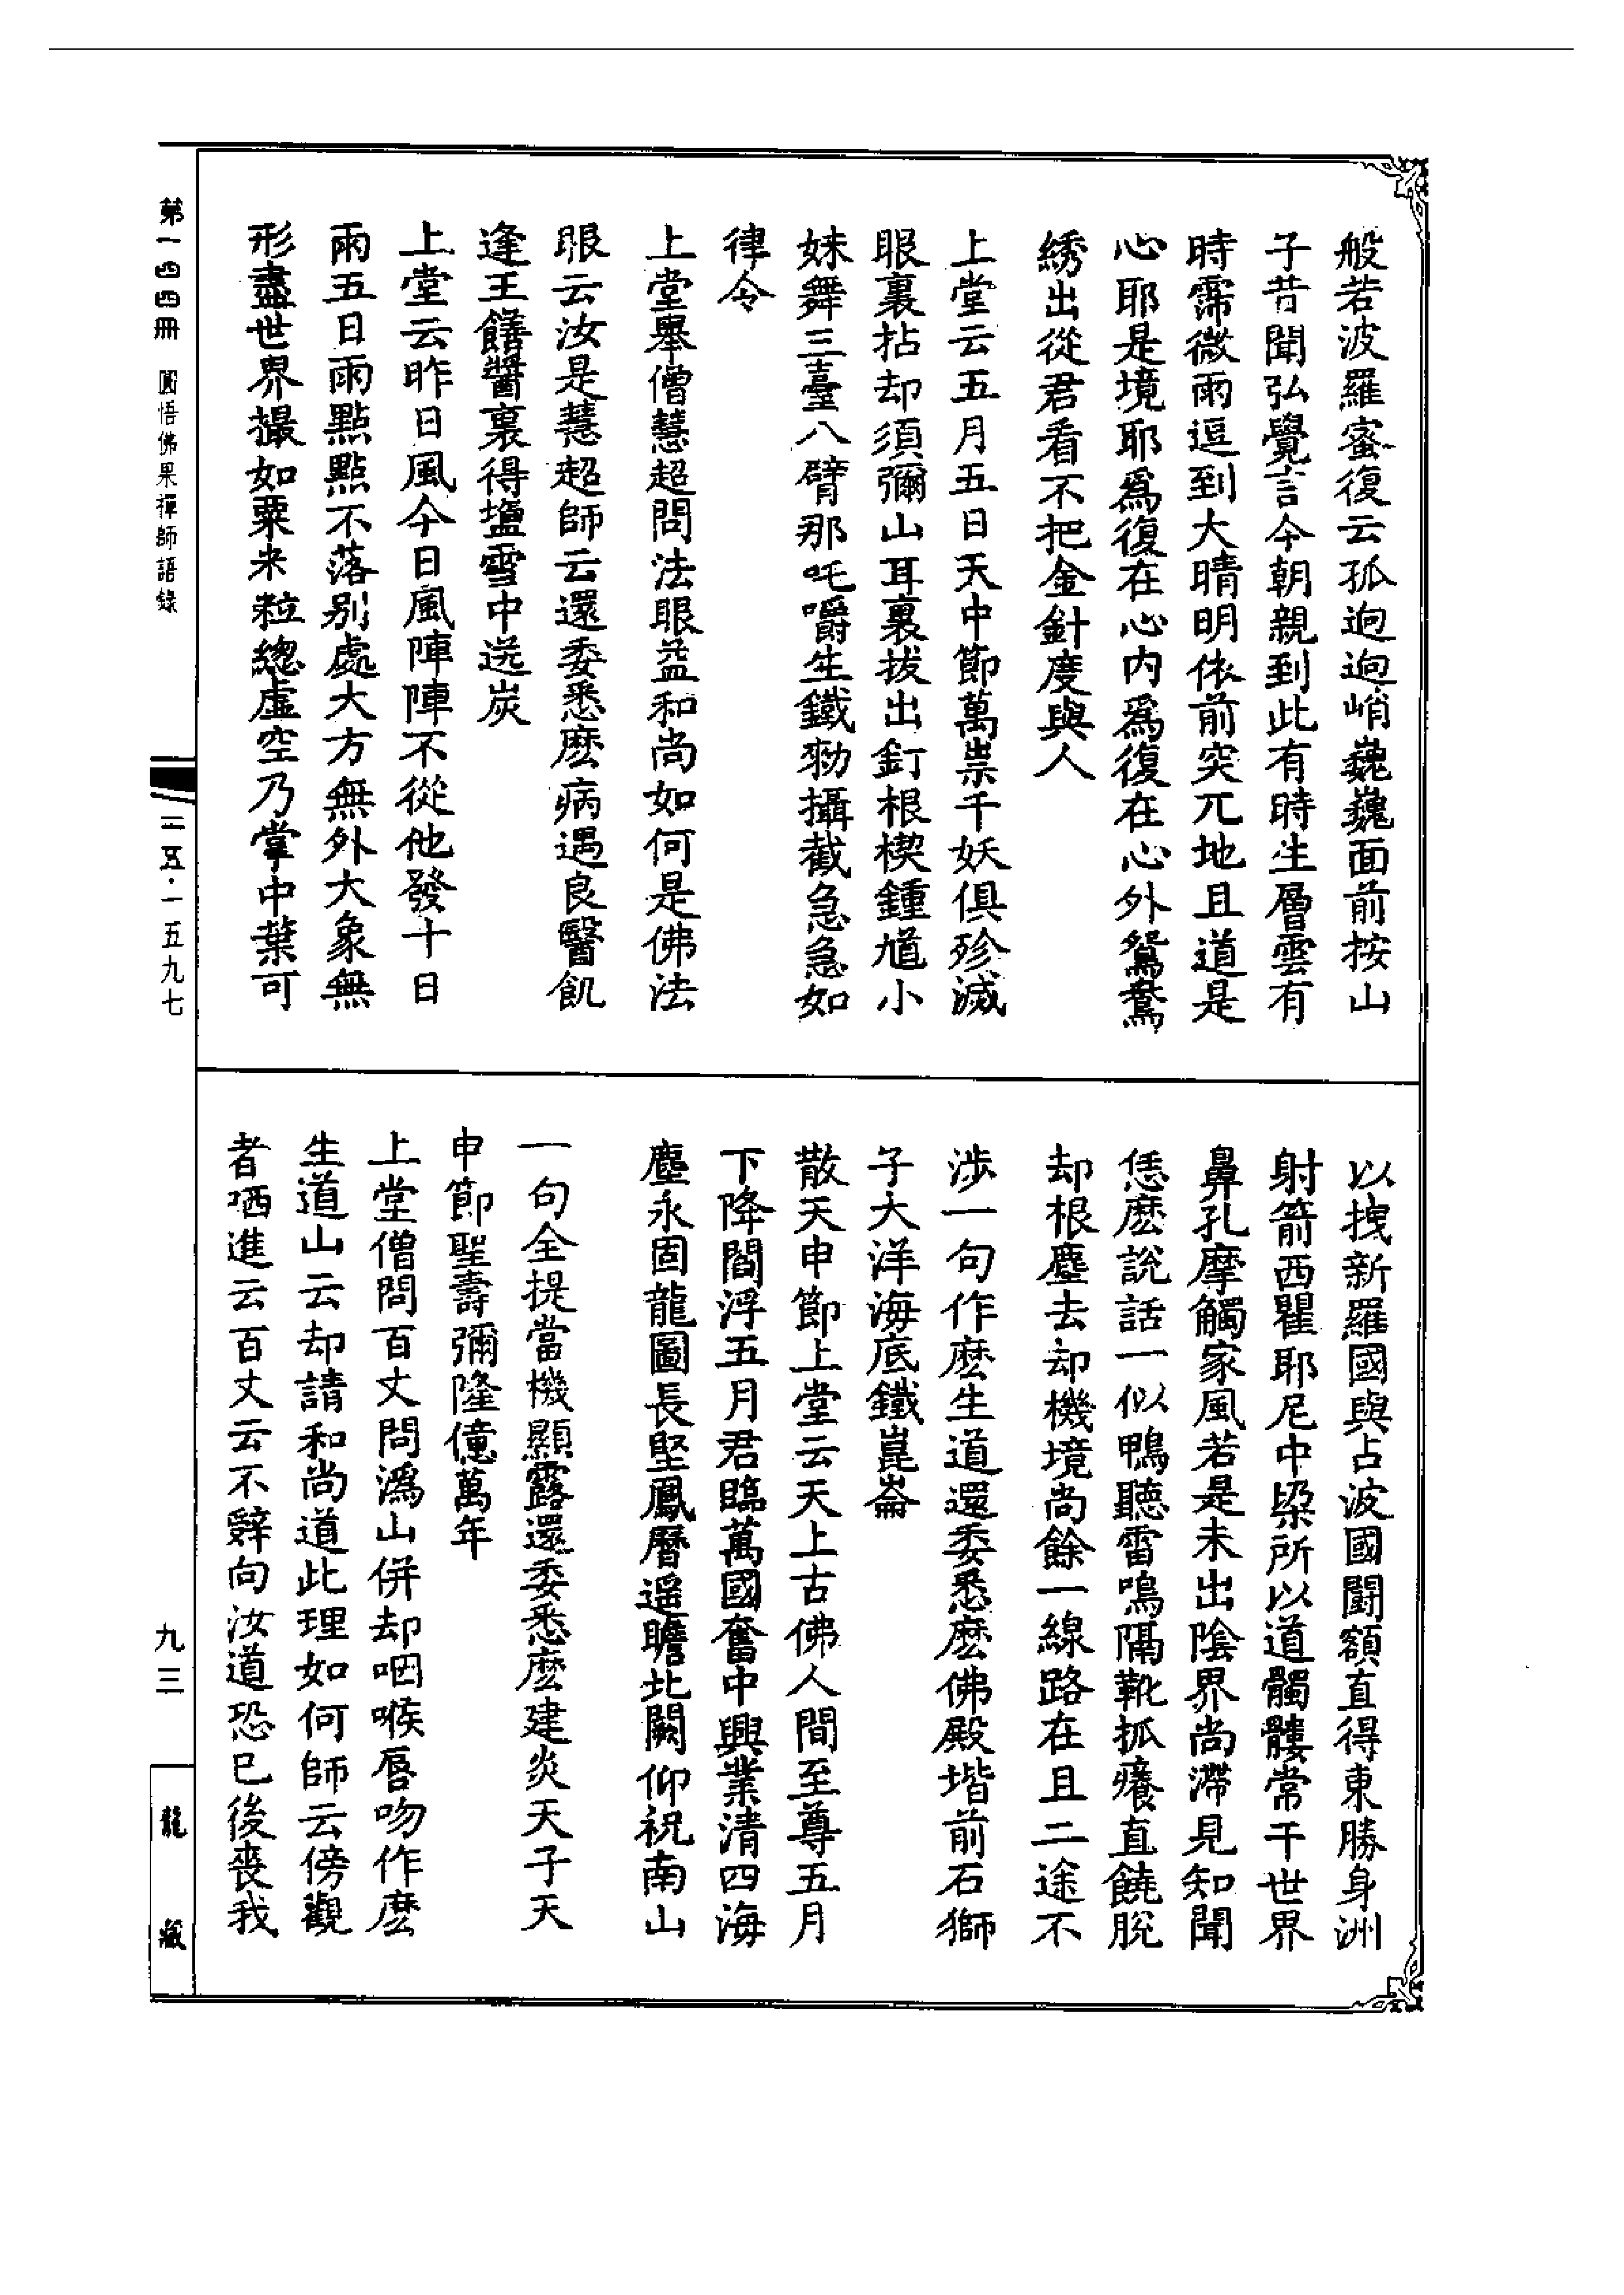 般若波羅蜜復云孤逈逈峭巍巍面前按山
子昔聞弘覺言今朝親到此有時生層雲有
時霈微雨逗到大晴明依前突兀地且道是
心耶是境耶爲復在心内爲復在心外鴛鴦
綉出從君看不把金針度與人
上堂云五月五日天中節萬祟千妖俱殄滅
眼裏拈却須彌山耳裏拔出釘根楔鍾馗小
妹舞三臺八臂那吒嚼生鐵勑攝截急急如
律令
上堂舉僧慧超問法眼益和尚如何是佛法
眼云汝是慧超師云還委悉麽病遇良醫飢
逢王饍醬裏得鹽雪中送炭
上堂云昨日風今日風陣陣不從他發十日
雨五日雨點點不落别處大方無外大象無
形盡世界撮如粟米粒總虛空乃掌中葉可
以拽新羅國與占波國鬪額直得東勝身洲
射箭西瞿耶尼中梁所以道髑髏常干世界
鼻孔摩觸家風若是未出陰界尚滯見知聞
恁麽說話一似鴨聽雷鳴隔靴抓癢直饒脫
却根塵去却機境尚餘一線路在且二途不
涉一句作麽生道還委悉麽佛殿堦前石獅
子大洋海底鐵崑崙
散天申節上堂云天上古佛人間至尊五月
下降閻浮五月君臨萬國奮中興業清四海
塵永固龍圖長堅鳳曆遥瞻北闕仰祝南山
一句全提當機顯露還委悉麽建炎天子天
申節聖壽彌隆億萬年
上堂僧問百丈問潙山併却咽喉唇吻作麽
生道山云却請和尚道此理如何師云傍觀
者哂進云百丈云不辭向汝道恐已後喪我
第一四四冊 圜悟佛果禪師語錄
三五·一五九七
九三
龍藏